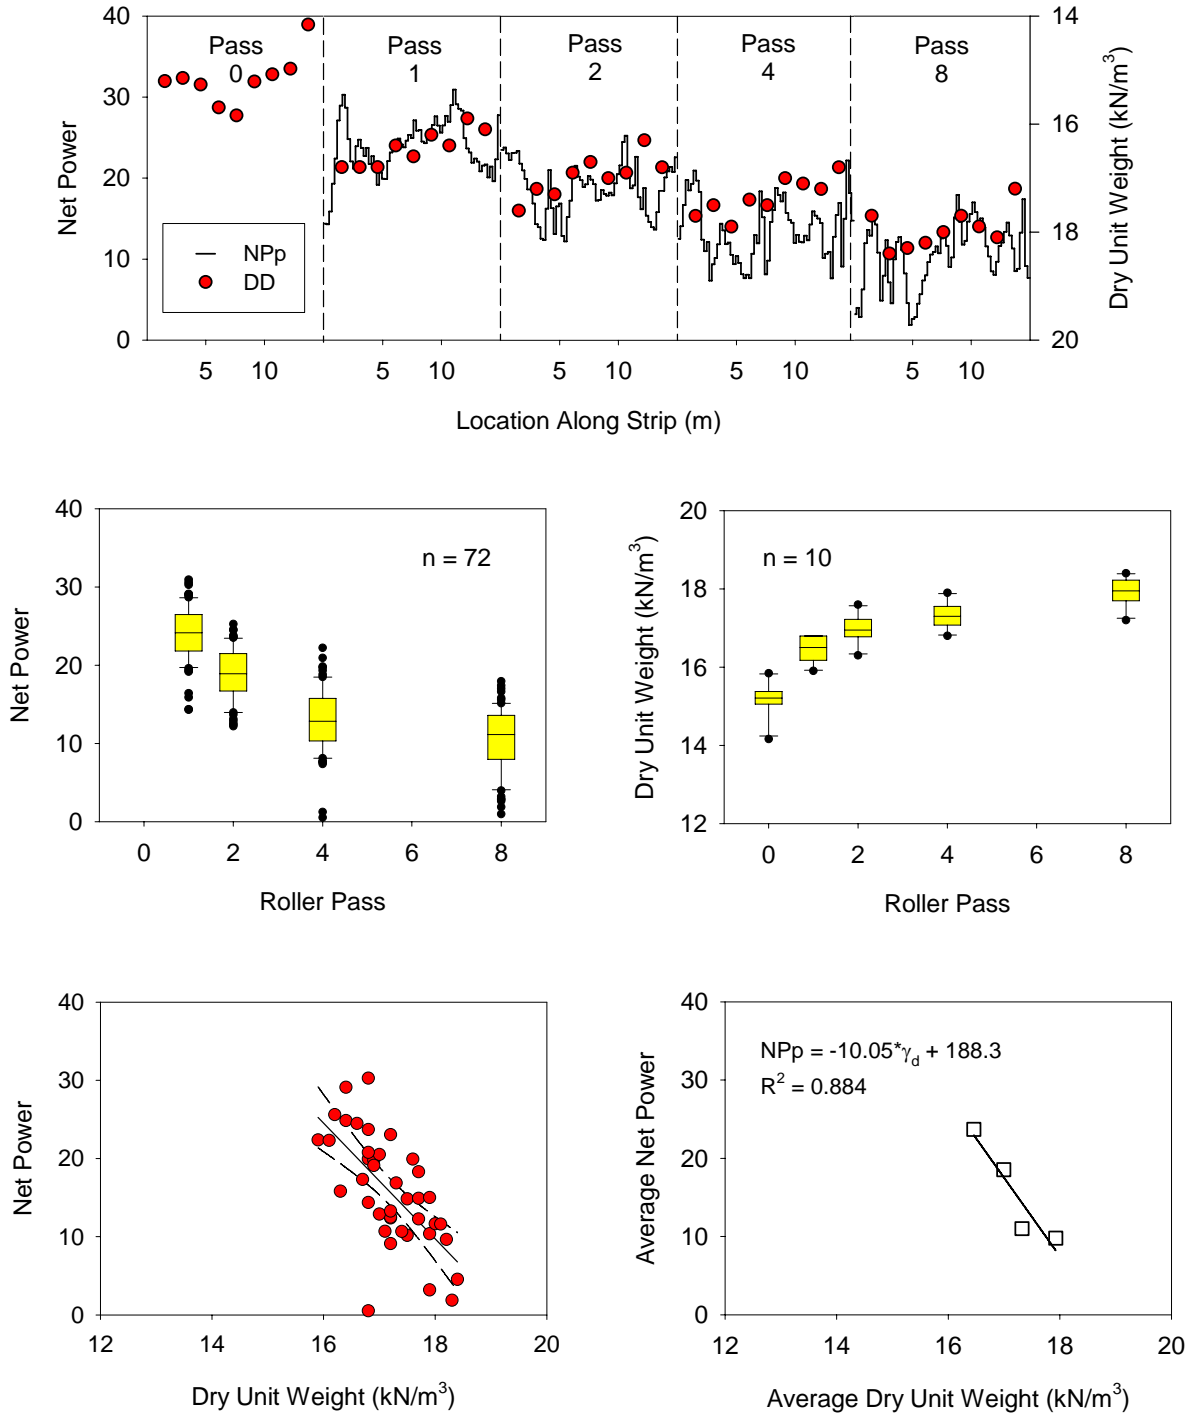 40
30
20
10
0
Net Power
Pass
0
Pass
1
Pass
2
Pass
4
Pass
8
14
16
18
20
Dry Unit Weight (kN/m³)
NPp
DD
5 10 5 10 5 10 5 10 5 10
Location Along Strip (m)
40
30
20
10
0
Net Power
n = 72
0 2 4 6 8
Roller Pass
20
18
16
14
12
Dry Unit Weight (kN/m³)
n = 10
0 2 4 6 8
Roller Pass
40
30
20
10
0
Net Power
12 14 16 18 20
Dry Unit Weight (kN/m³)
40
30
20
10
0
Average Net Power
NPp = -10.05*γd + 188.3
R² = 0.884
12 14 16 18 20
Average Dry Unit Weight (kN/m³)